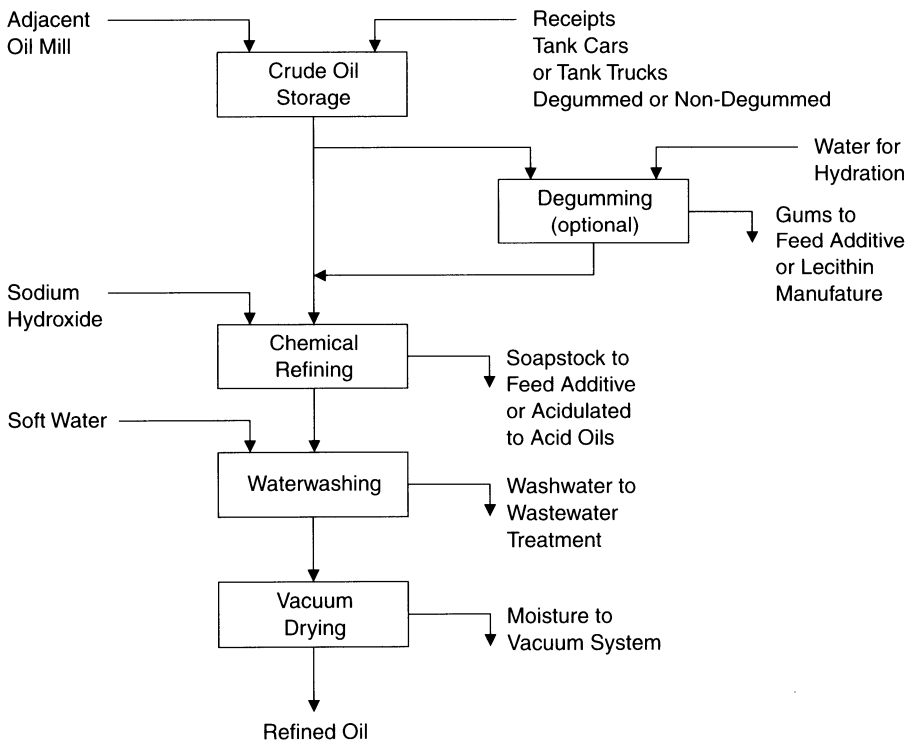 Adjacent
Oil Mill
Receipts
Tank Cars
or Tank Trucks
Degummed or Non-Degummed
Crude Oil
Storage
Water for
Hydration
Degumming
(optional)
Gums to
Feed Additive
or Lecithin
Manufature
Sodium
Hydroxide
Chemical
Refining
Soapstock to
Feed Additive
or Acidulated
to Acid Oils
Soft Water
Waterwashing
Washwater to
Wastewater
Treatment
Vacuum
Drying
Moisture to
Vacuum System
Refined Oil